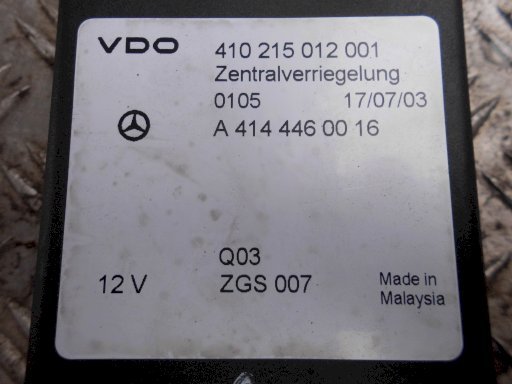 VDO 410 215 012 001
Zentralverriegelung
0105 17/07/03
A 414 446 00 16
Q03
12 V ZGS 007
Made in
Malaysia